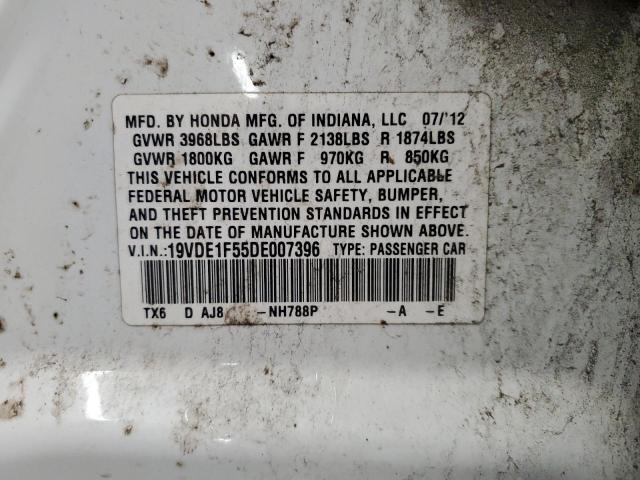 MFD. BY HONDA MFG. OF INDIANA, LLC 07/'12
GVWR 3968LBS GAWR F 2138LBS R 1874LBS
GVWR 1800KG GAWR F 970KG R 850KG
THIS VEHICLE CONFORMS TO ALL APPLICABLE
FEDERAL MOTOR VEHICLE SAFETY, BUMPER,
AND THEFT PREVENTION STANDARDS IN EFFECT
ON THE DATE OF MANUFACTURE SHOWN ABOVE.
V.I.N.:19VDE1F55DE007396 TYPE: PASSENGER CAR
TX6 D AJ8 -NH788P -A -E